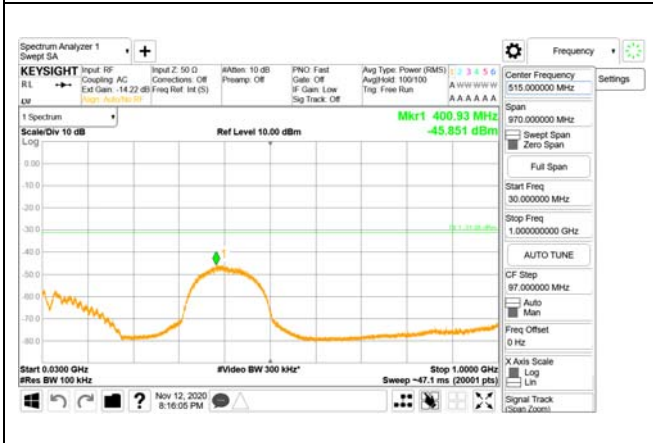 Spectrum Analyzer 1
Swept SA
Frequency
KEYSIGHT
Input: RF
Coupling: AC
Ext Gain: -14.22 dB
Align: Auto/No RF
Input Z: 50 Ω
Corrections: Off
Freq Ref: Int (S)
#Atten: 10 dB
Preamp: Off
PNO: Fast
Gate: Off
IF Gain: Low
Sig Track: Off
Avg Type: Power (RMS)
Avg|Hold: 100/100
Trig: Free Run
1 2 3 4 5 6
A W W W W W
A A A A A A
RL
1 Spectrum
Scale/Div 10 dB
Log
Ref Level 10.00 dBm
Mkr1 400.93 MHz
-45.851 dBm
0.00
-10.0
-20.0
-30.0
-40.0
-50.0
-60.0
-70.0
-80.0
1
Start 0.0300 GHz
#Res BW 100 kHz
#Video BW 300 kHz*
Stop 1.0000 GHz
Sweep ~47.1 ms (20001 pts)
Nov 12, 2020
8:16:05 PM
Center Frequency
515.000000 MHz
Settings
Span
970.000000 MHz
Swept Span
Zero Span
Full Span
Start Freq
30.000000 MHz
Stop Freq
1.000000000 GHz
AUTO TUNE
CF Step
97.000000 MHz
Auto
Man
Freq Offset
0 Hz
X Axis Scale
Log
Lin
Signal Track
(Span Zoom)